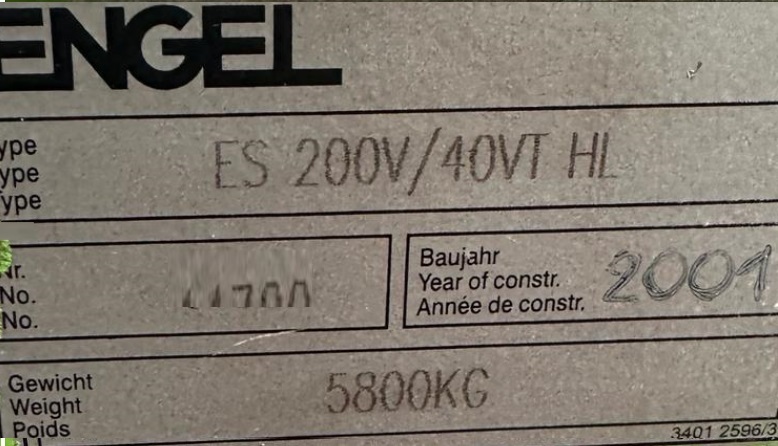 ENGEL
ype
ype
ype
ES 200V/40VT HL
Nr.
No.
No.
Baujahr
Year of constr.
Année de constr.
2001
Gewicht
Weight
Poids
5800KG
3401 2596/3